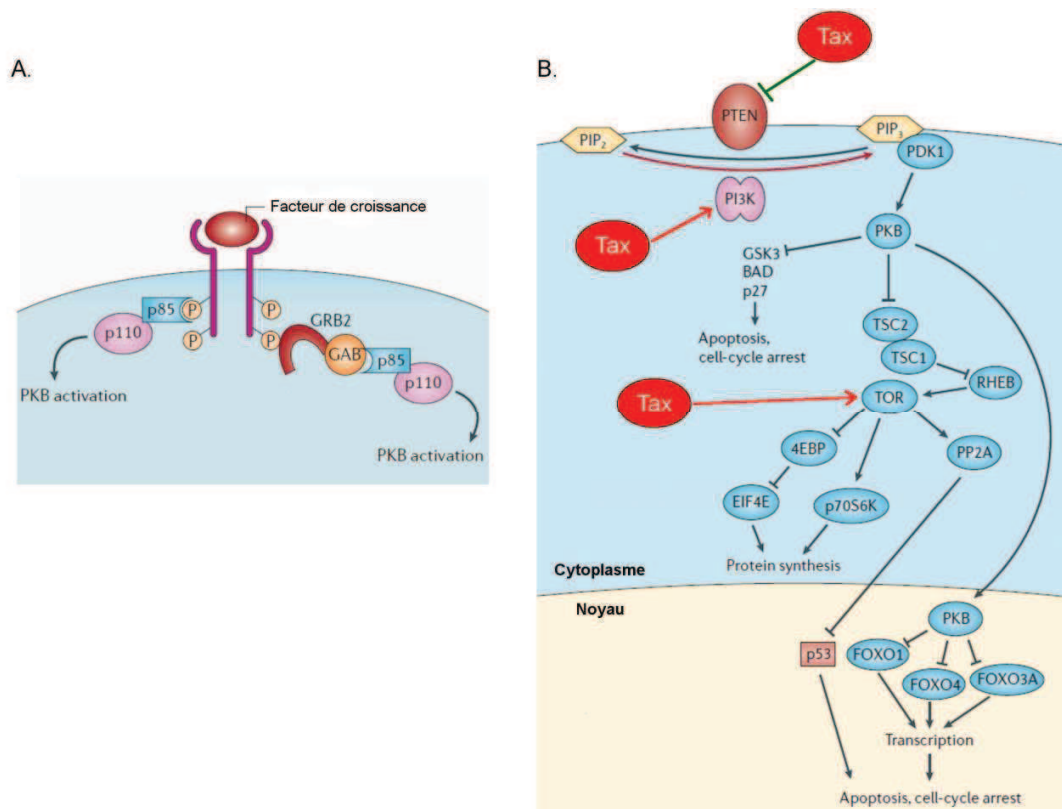 A.
Facteur de croissance
p85
P
P
p110
P
P
GRB2
GAB
p85
p110
PKB activation
PKB activation
B.
Tax
PTEN
PIP2
PIP3
PDK1
PI3K
Tax
PKB
GSK3
BAD
p27
TSC2
Apoptosis,
cell-cycle arrest
TSC1
RHEB
Tax
TOR
4EBP
PP2A
EIF4E
p70S6K
Protein synthesis
Cytoplasme
Noyau
PKB
p53
FOXO1
FOXO4
FOXO3A
Transcription
Apoptosis, cell-cycle arrest